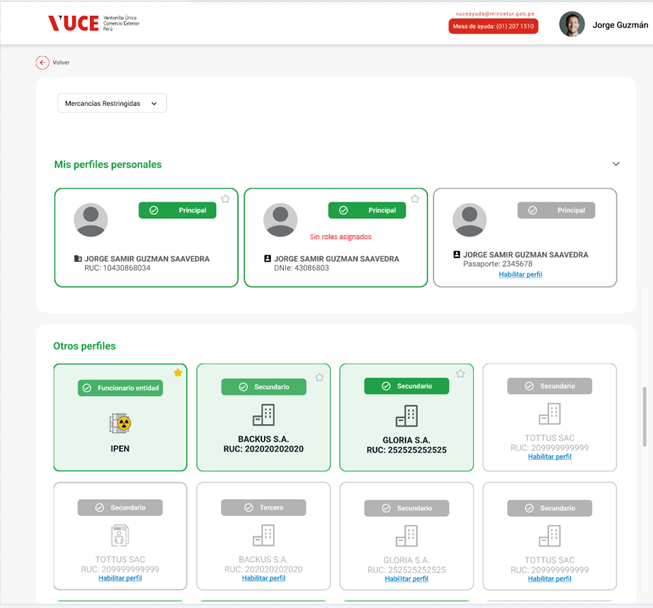 VUCE
Ventanilla Única
Comercio Exterior
Perú
vuceayuda@mincetur.gob.pe
Mesa de ayuda: (01) 207 1510
Jorge Guzmán
Volver
Mercancías Restringidas
Mis perfiles personales
Principal
JORGE SAMIR GUZMAN SAAVEDRA
RUC: 10430868034
Principal
Sin roles asignados
JORGE SAMIR GUZMAN SAAVEDRA
DNIe: 43086803
Principal
JORGE SAMIR GUZMAN SAAVEDRA
Pasaporte: 2345678
Habilitar perfil
Otros perfiles
Funcionario entidad
IPEN
Secundario
BACKUS S.A.
RUC: 202020202020
Secundario
GLORIA S.A.
RUC: 252525252525
Secundario
TOTTUS SAC
RUC: 209999999999
Habilitar perfil
Secundario
TOTTUS SAC
RUC: 209999999999
Habilitar perfil
Tercero
BACKUS S.A.
RUC: 202020202020
Habilitar perfil
Secundario
GLORIA S.A.
RUC: 252525252525
Habilitar perfil
Secundario
TOTTUS SAC
RUC: 209999999999
Habilitar perfil